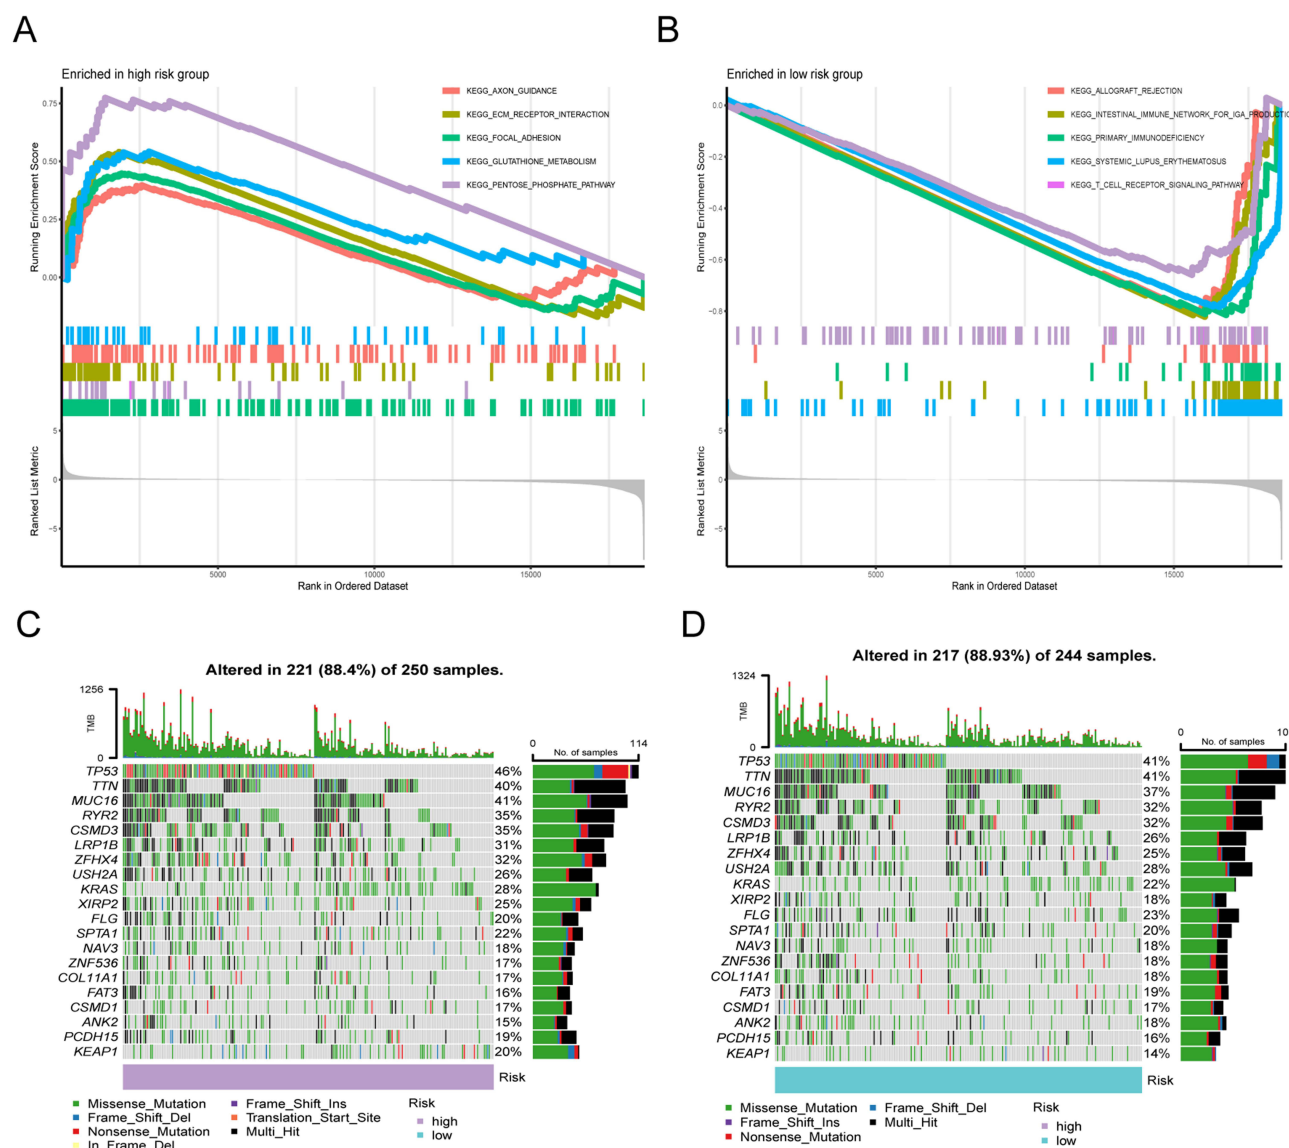 A
B
Enriched in high risk group
Enriched in low risk group
Running Enrichment Score
0.75
0.50
0.25
0.00
KEGG_AXON_GUIDANCE
KEGG_ECM_RECEPTOR_INTERACTION
KEGG_FOCAL_ADHESION
KEGG_GLUTATHIONE_METABOLISM
KEGG_PENTOSE_PHOSPHATE_PATHWAY
Ranked List Metric
5
0
−5
5000
10000
15000
Rank in Ordered Dataset
Running Enrichment Score
0.0
−0.2
−0.4
−0.6
−0.8
KEGG_ALLOGRAFT_REJECTION
KEGG_INTESTINAL_IMMUNE_NETWORK_FOR_IGA_PRODUCTIO
KEGG_PRIMARY_IMMUNODEFICIENCY
KEGG_SYSTEMIC_LUPUS_ERYTHEMATOSUS
KEGG_T_CELL_RECEPTOR_SIGNALING_PATHWAY
Ranked List Metric
5
0
−5
5000
10000
15000
Rank in Ordered Dataset
C
Altered in 221 (88.4%) of 250 samples.
1256
TMB
0
0
114
No. of samples
TP53 46%
TTN 40%
MUC16 41%
RYR2 35%
CSMD3 35%
LRP1B 31%
ZFHX4 32%
USH2A 26%
KRAS 28%
XIRP2 25%
FLG 20%
SPTA1 22%
NAV3 18%
ZNF536 17%
COL11A1 17%
FAT3 16%
CSMD1 17%
ANK2 15%
PCDH15 19%
KEAP1 20%
Risk
Missense_Mutation
Frame_Shift_Del
Nonsense_Mutation
In_Frame_Del
Frame_Shift_Ins
Translation_Start_Site
Multi_Hit
Risk
high
low
D
Altered in 217 (88.93%) of 244 samples.
1324
TMB
0
0
10
No. of samples
TP53 41%
TTN 41%
MUC16 37%
RYR2 32%
CSMD3 32%
LRP1B 26%
ZFHX4 25%
USH2A 28%
KRAS 22%
XIRP2 18%
FLG 23%
SPTA1 20%
NAV3 18%
ZNF536 18%
COL11A1 18%
FAT3 19%
CSMD1 17%
ANK2 18%
PCDH15 16%
KEAP1 14%
Risk
Missense_Mutation
Frame_Shift_Ins
Nonsense_Mutation
Frame_Shift_Del
Multi_Hit
Risk
high
low